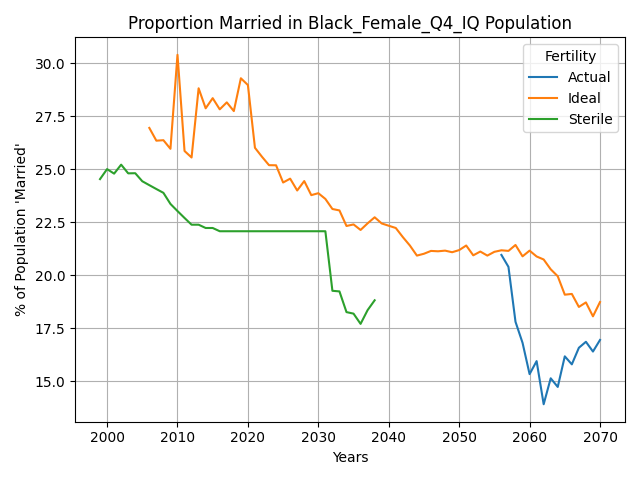 Proportion Married in Black_Female_Q4_IQ Population
% of Population 'Married'
30.0
27.5
25.0
22.5
20.0
17.5
15.0
Fertility
Actual
Ideal
Sterile
2000 2010 2020 2030 2040 2050 2060 2070
Years